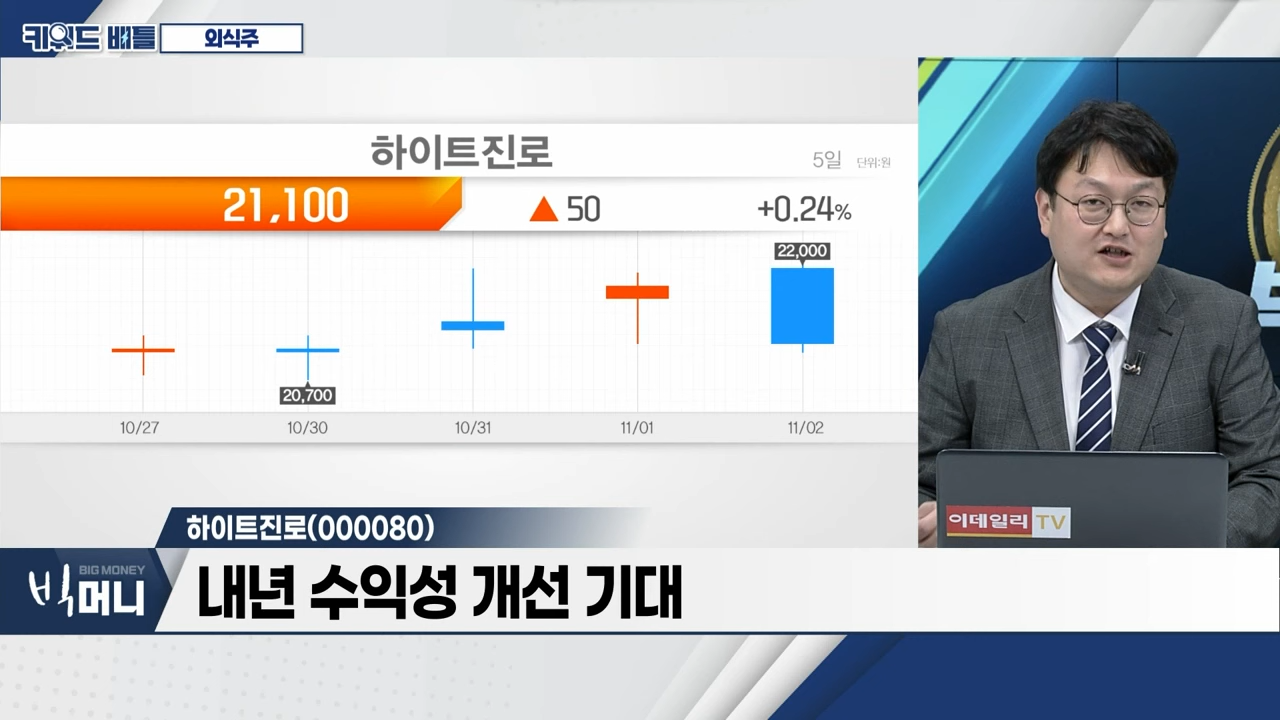 키워드 배틀 외식주
하이트진로
5일 단위:원
21,100 ▲50 +0.24%
22,000
20,700
10/27 10/30 10/31 11/01 11/02
하이트진로(000080)
이데일리TV
BIG MONEY
빅머니
내년 수익성 개선 기대